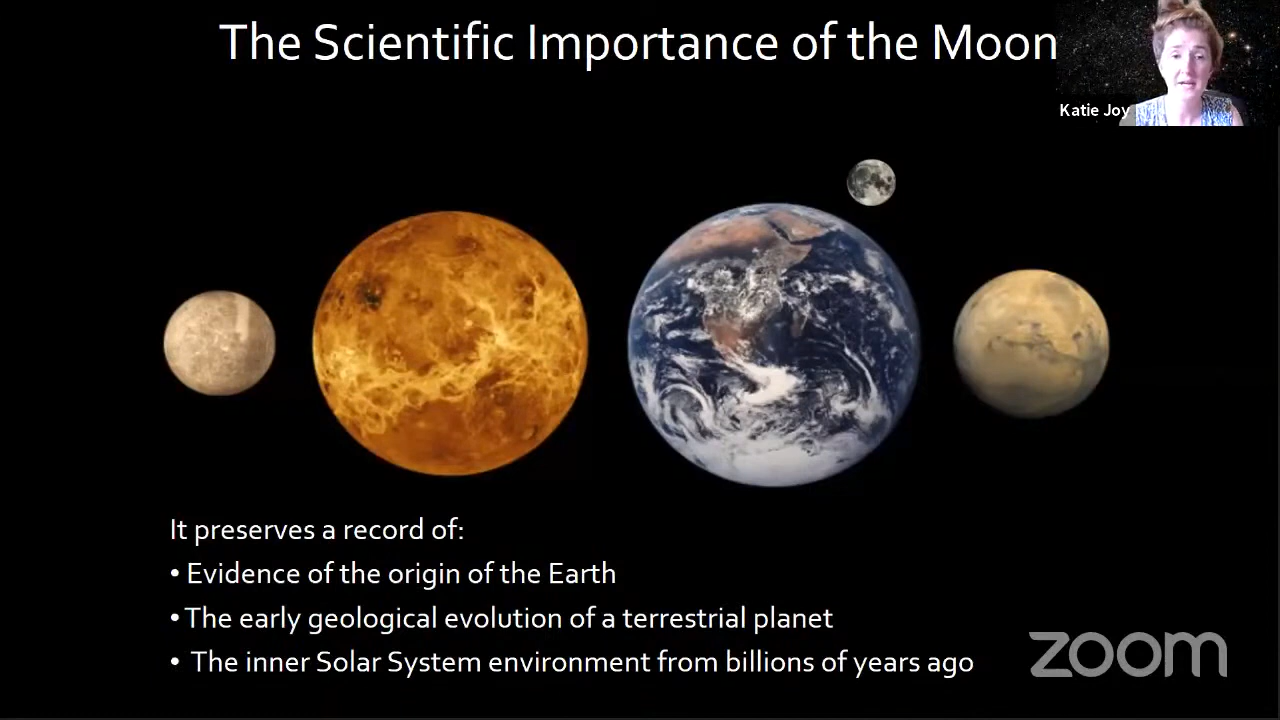 The Scientific Importance of the Moon
Katie Joy
It preserves a record of:
• Evidence of the origin of the Earth
• The early geological evolution of a terrestrial planet
• The inner Solar System environment from billions of years ago
zoom